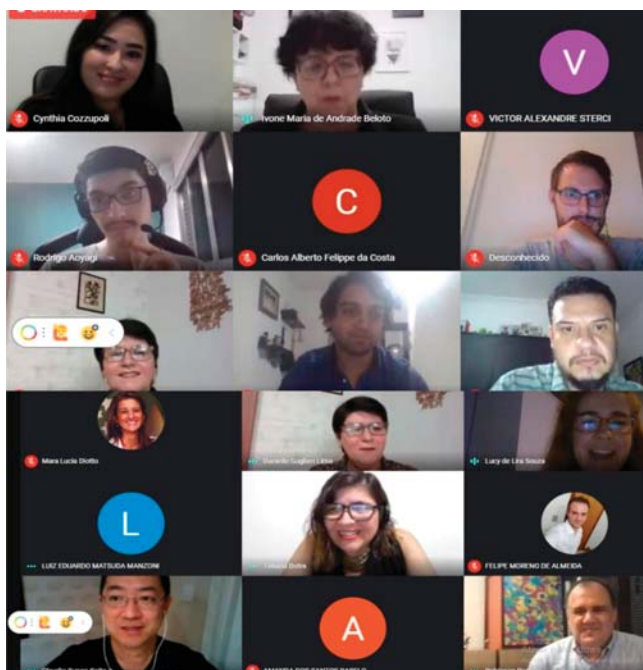 Cynthia Cozzupoli
Ivone Maria de Andrade Beloto
V
VICTOR ALEXANDRE STERCI
Rodrigo Aoyagi
C
Carlos Alberto Felippe da Costa
Desconhecido
Mara Lucia Diotto
Lucy de Lira Souza
L
LUIZ EDUARDO MATSUDA MANZONI
FELIPE MORENO DE ALMEIDA
A